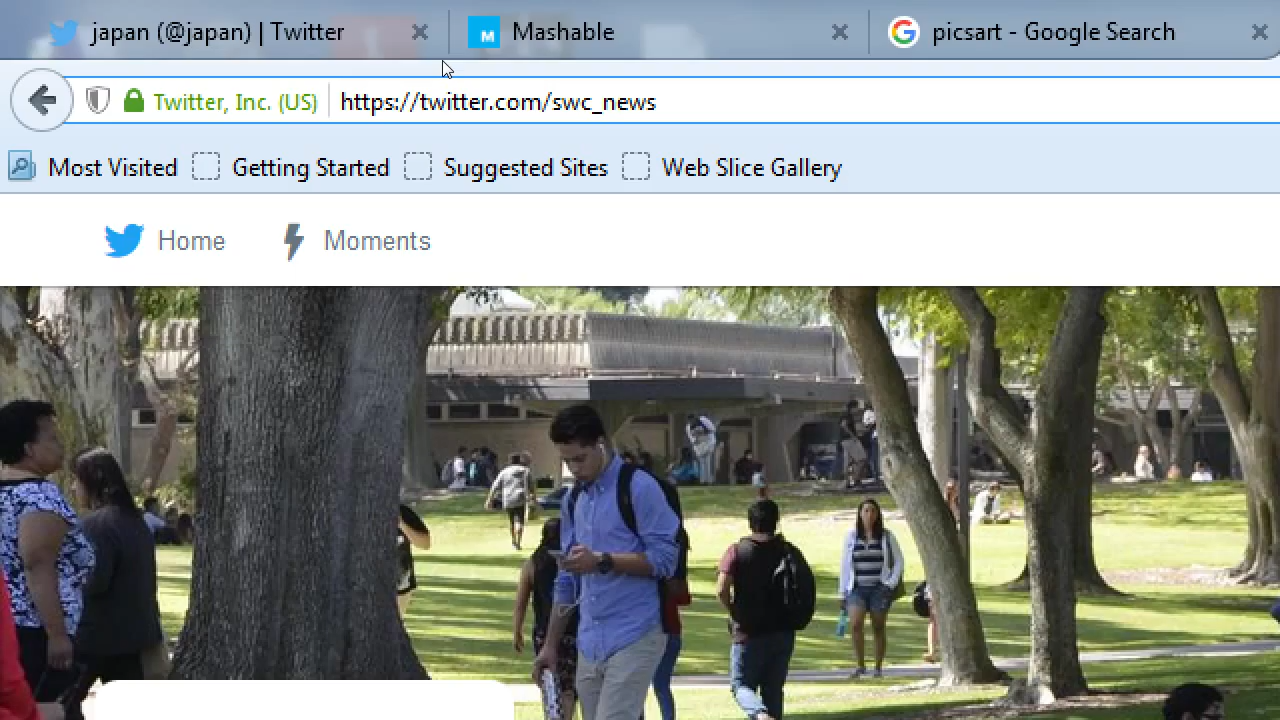 japan (@japan) | Twitter
Mashable
picsart - Google Search
Twitter, Inc. (US)
https://twitter.com/swc_news
Most Visited
Getting Started
Suggested Sites
Web Slice Gallery
Home
Moments